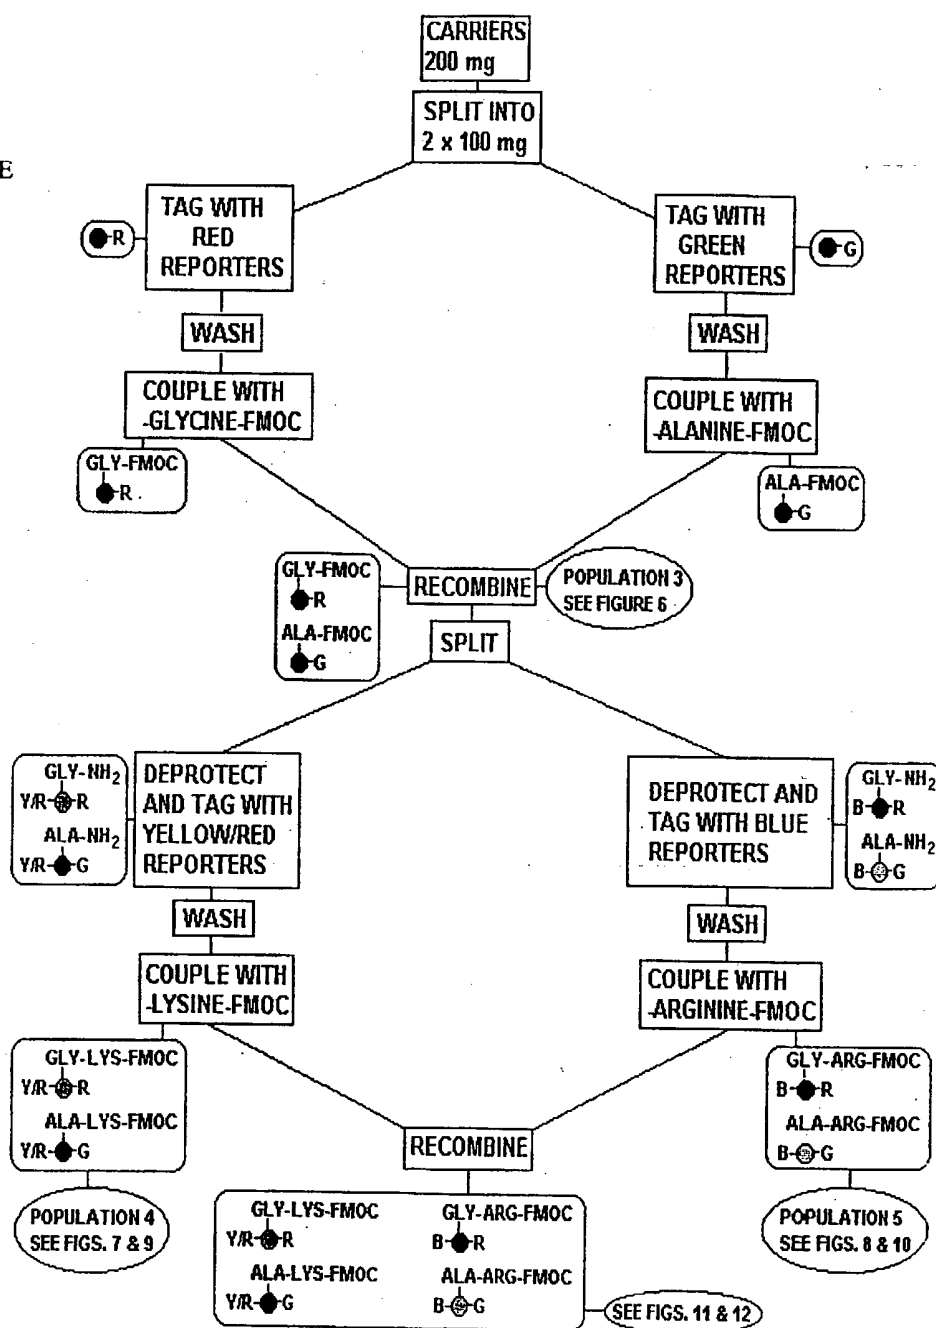 CARRIERS
200 mg
SPLIT INTO
2 x 100 mg
E
TAG WITH
RED
REPORTERS
R
TAG WITH
GREEN
REPORTERS
G
WASH
WASH
COUPLE WITH
-GLYCINE-FMOC
COUPLE WITH
-ALANINE-FMOC
GLY-FMOC
R
ALA-FMOC
G
GLY-FMOC
R
ALA-FMOC
G
RECOMBINE
POPULATION 3
SEE FIGURE 6
SPLIT
GLY-NH2
Y/R R
ALA-NH2
Y/R G
DEPROTECT
AND TAG WITH
YELLOW/RED
REPORTERS
DEPROTECT AND
TAG WITH BLUE
REPORTERS
GLY-NH2
B R
ALA-NH2
B G
WASH
WASH
COUPLE WITH
-LYSINE-FMOC
COUPLE WITH
-ARGININE-FMOC
GLY-LYS-FMOC
Y/R R
ALA-LYS-FMOC
Y/R G
GLY-ARG-FMOC
B R
ALA-ARG-FMOC
B G
RECOMBINE
POPULATION 4
SEE FIGS. 7 & 9
POPULATION 5
SEE FIGS. 8 & 10
GLY-LYS-FMOC
Y/R R
ALA-LYS-FMOC
Y/R G
GLY-ARG-FMOC
B R
ALA-ARG-FMOC
B G
SEE FIGS. 11 & 12